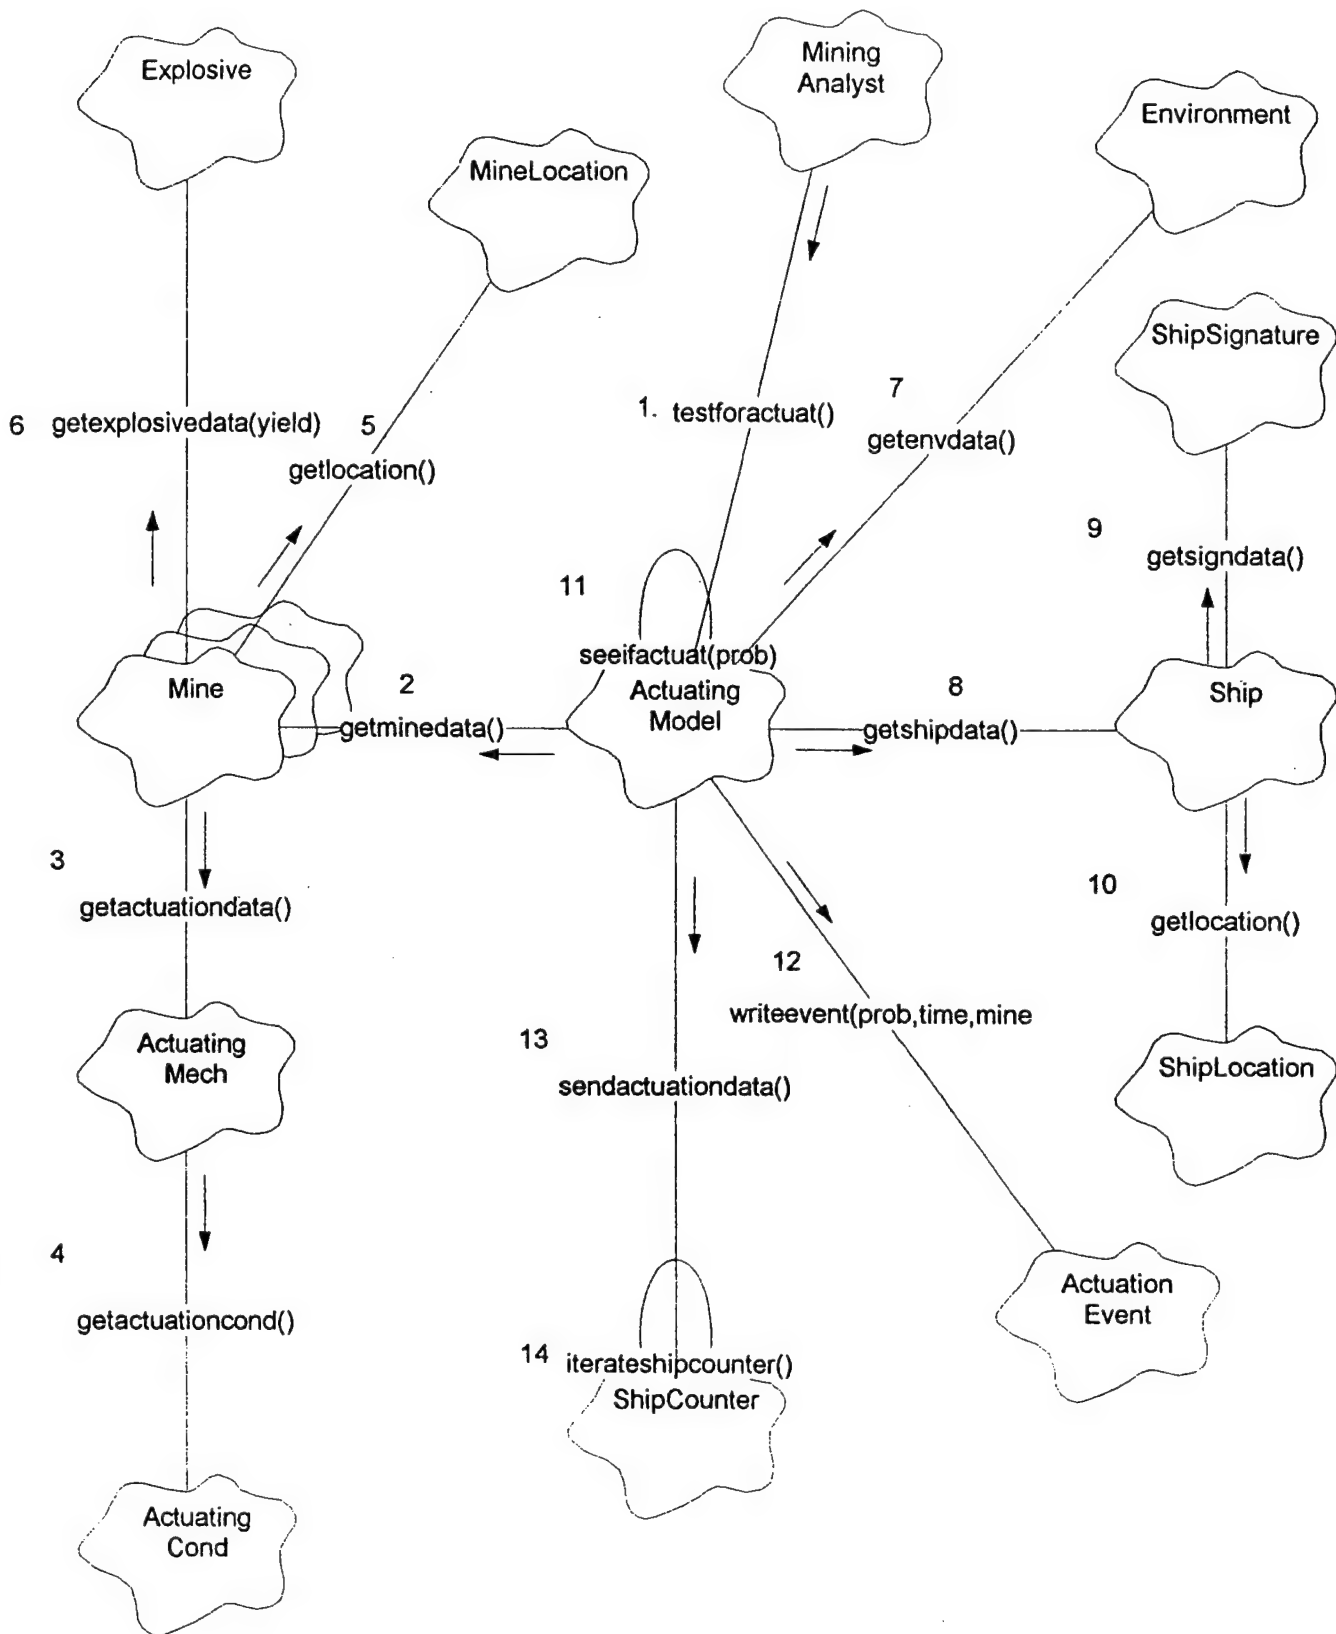 Explosive
Mining
Analyst
Environment
MineLocation
ShipSignature
6 getexplosivedata(yield)
5
getlocation()
1. testforactuat()
7
getenvdata()
9
getsigndata()
11
seeifactuat(prob)
Mine
2
getminedata()
Actuating
Model
8
getshipdata()
Ship
3
getactuationdata()
10
getlocation()
12
writeevent(prob,time,mine
13
sendactuationdata()
Actuating
Mech
ShipLocation
4
getactuationcond()
Actuation
Event
14 iterateshipcounter()
ShipCounter
Actuating
Cond